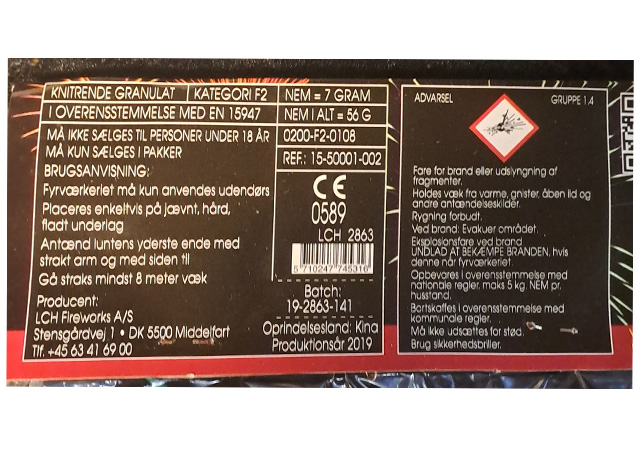 KNITRENDE GRANULAT KATEGORI F2 NEM = 7 GRAM
I OVERENSSTEMMELSE MED EN 15947 NEM I ALT = 56 G
MÅ IKKE SÆLGES TIL PERSONER UNDER 18 ÅR
MÅ KUN SÆLGES I PAKKER
0200-F2-0108
REF.: 15-50001-002
BRUGSANVISNING:
Fyrværkeriet må kun anvendes udendørs
Placeres enkeltvis på jævnt, hård,
fladt underlag
Antænd luntens yderste ende med
strakt arm og med siden til
Gå straks mindst 8 meter væk
Producent:
LCH Fireworks A/S
Stensgårdvej 1 • DK 5500 Middelfart
Tlf. +45 63 41 69 00
CE
0589
LCH 2863
5 710247 745316
Batch:
19-2863-141
Oprindelsesland: Kina
Produktionsår 2019
ADVARSEL GRUPPE 1.4
Fare for brand eller udslyngning af
fragmenter.
Holdes væk fra varme, gnister, åben ild og
andre antændelseskilder.
Rygning forbudt.
Ved brand: Evakuer området.
Eksplosionsfare ved brand
UNDLAD AT BEKÆMPE BRANDEN, hvis
denne når fyrværkeriet.
Opbevares i overensstemmelse med
nationale regler, maks 5 kg. NEM pr.
husstand.
Bortskaffes i overensstemmelse med
kommunale regler.
Må ikke udsættes for stød.
Brug sikkerhedsbriller.